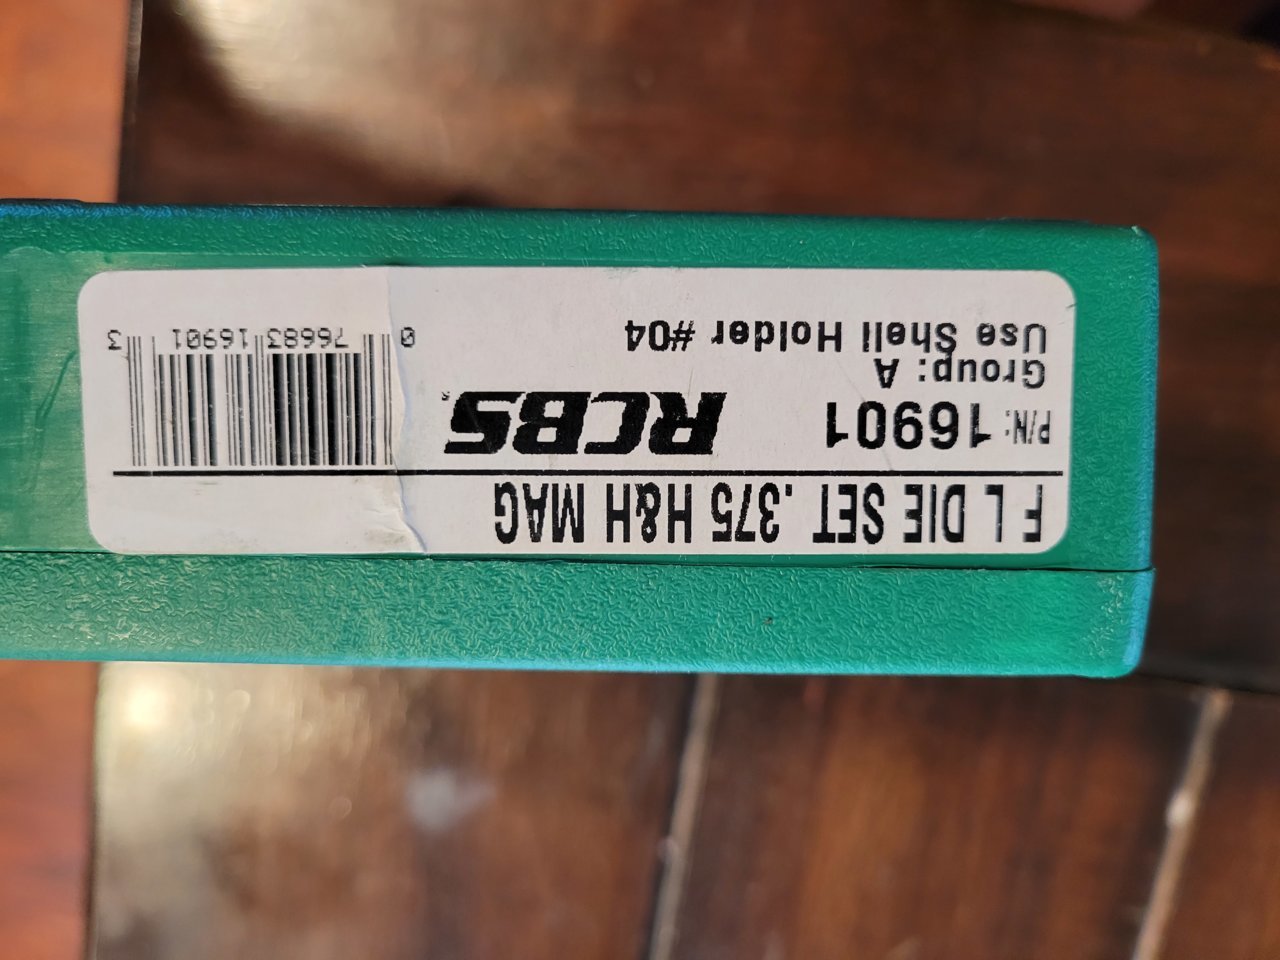 F L DIE SET .375 H&H MAG
P/N: 16901
Group: A
Use Shell Holder #04
RCBS
0 76683 16901 3